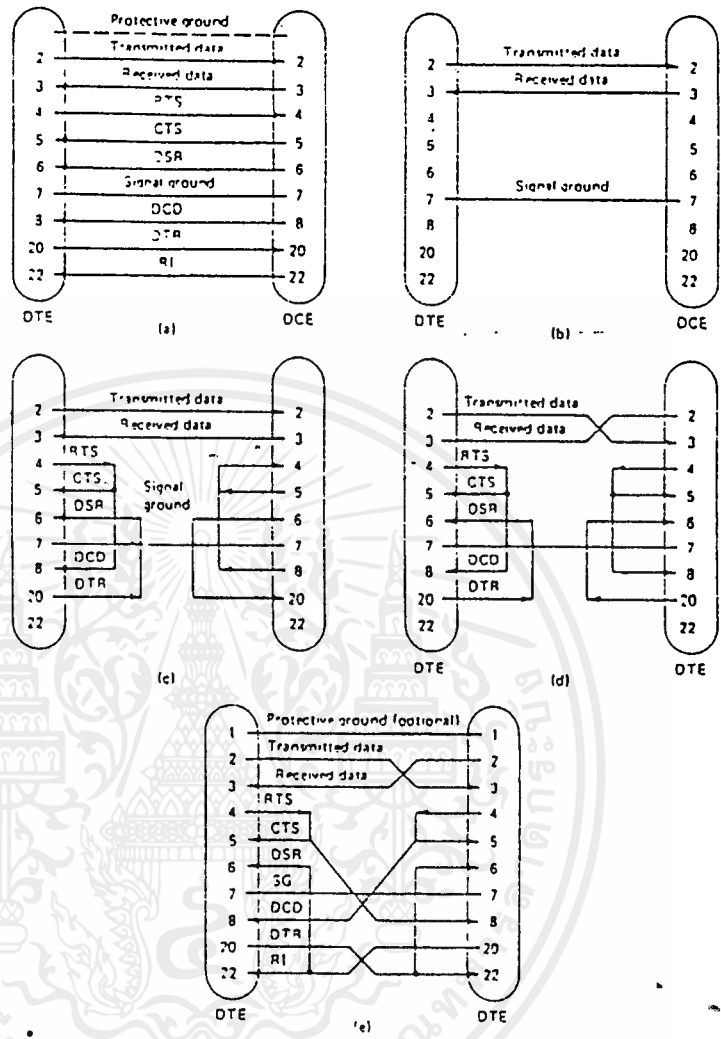 Protective ground
Transmitted data
2 2
Received data
3 3
RTS
4 4
CTS
5 5
DSR
6 6
Signal ground
7 7
DCD
8 8
DTR
20 20
RI
22 22
DTE DCE
(a)
Transmitted data
2 2
Received data
3 3
4 4
5 5
6 6
Signal ground
7 7
8 8
20 20
22 22
DTE DCE
(b)
Transmitted data
2 2
Received data
3 3
RTS
4 4
CTS
5 5
Signal
ground
DSR
6 6
7 7
DCD
8 8
DTR
20 20
22 22
(c)
Transmitted data
2 2
Received data
3 3
RTS
4 4
CTS
5 5
DSR
6 6
7 7
DCD
8 8
DTR
20 20
22 22
DTE DTE
(d)
Protective ground (optional)
1 1
Transmitted data
2 2
Received data
3 3
RTS
4 4
CTS
5 5
DSR
6 6
SG
7 7
DCD
8 8
DTR
20 20
RI
22 22
DTE DTE
(e)